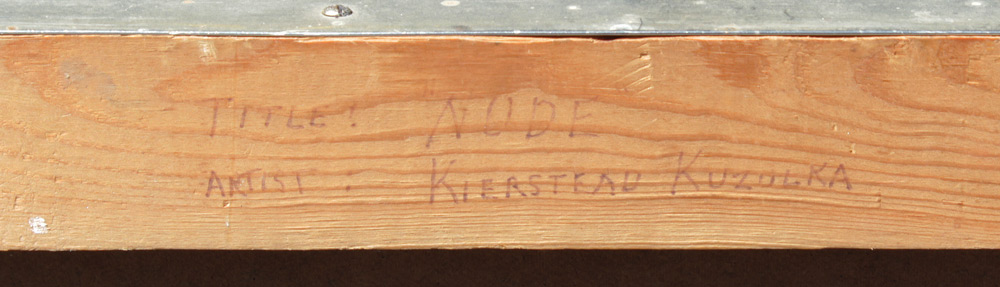 TITLE: NUDE
ARTIST : KIERSTEAD KUZOLKA